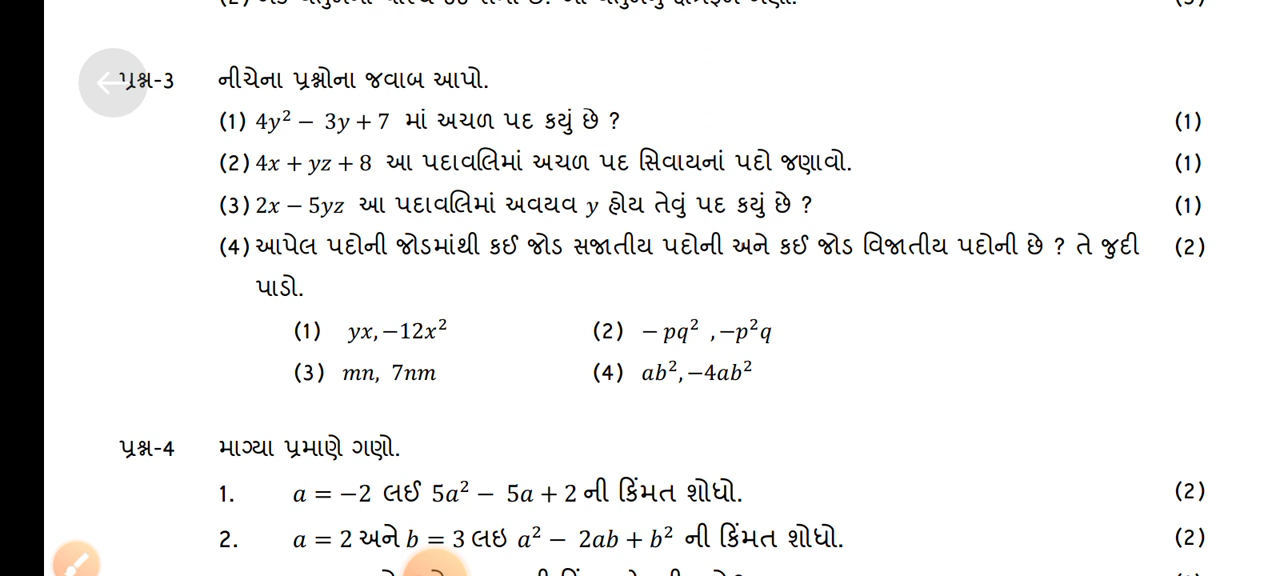 પ્રશ્ન-3 નીચેના પ્રશ્નોના જવાબ આપો.
(1) 4y² − 3y + 7 માં અચળ પદ કયું છે ? (1)
(2) 4x + yz + 8 આ પદાવલિમાં અચળ પદ સિવાયનાં પદો જણાવો. (1)
(3) 2x − 5yz આ પદાવલિમાં અવયવ y હોય તેવું પદ કયું છે ? (1)
(4) આપેલ પદોની જોડમાંથી કઈ જોડ સજાતીય પદોની અને કઈ જોડ વિજાતીય પદોની છે ? તે જુદી (2)
પાડો.
(1) yx, −12x² (2) − pq² , −p²q
(3) mn, 7nm (4) ab², −4ab²
પ્રશ્ન-4 માગ્યા પ્રમાણે ગણો.
1. a = −2 લઈ 5a² − 5a + 2 ની કિંમત શોધો. (2)
2. a = 2 અને b = 3 લઇ a² − 2ab + b² ની કિંમત શોધો. (2)